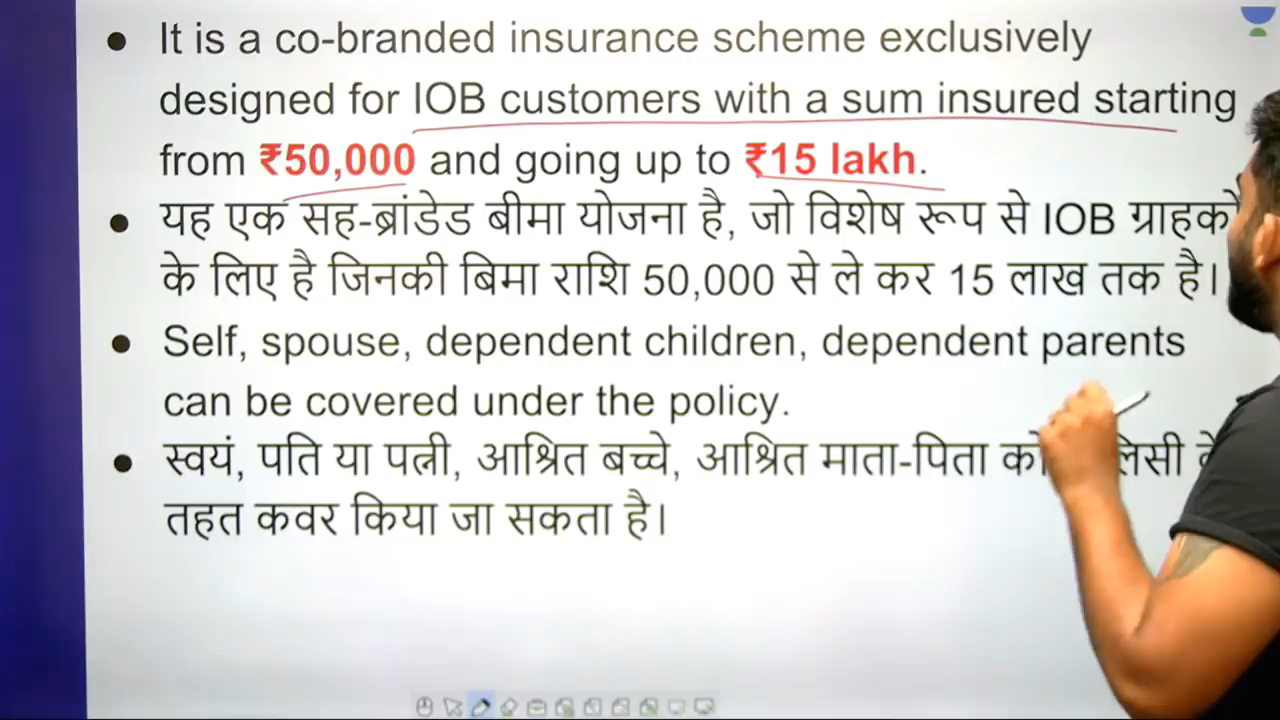 It is a co-branded insurance scheme exclusively
designed for IOB customers with a sum insured starting
from ₹50,000 and going up to ₹15 lakh.
यह एक सह-ब्रांडेड बीमा योजना है, जो विशेष रूप से IOB ग्राहकों
के लिए है जिनकी बिमा राशि 50,000 से ले कर 15 लाख तक है।
Self, spouse, dependent children, dependent parents
can be covered under the policy.
स्वयं, पति या पत्नी, आश्रित बच्चे, आश्रित माता-पिता
तहत कवर किया जा सकता है।